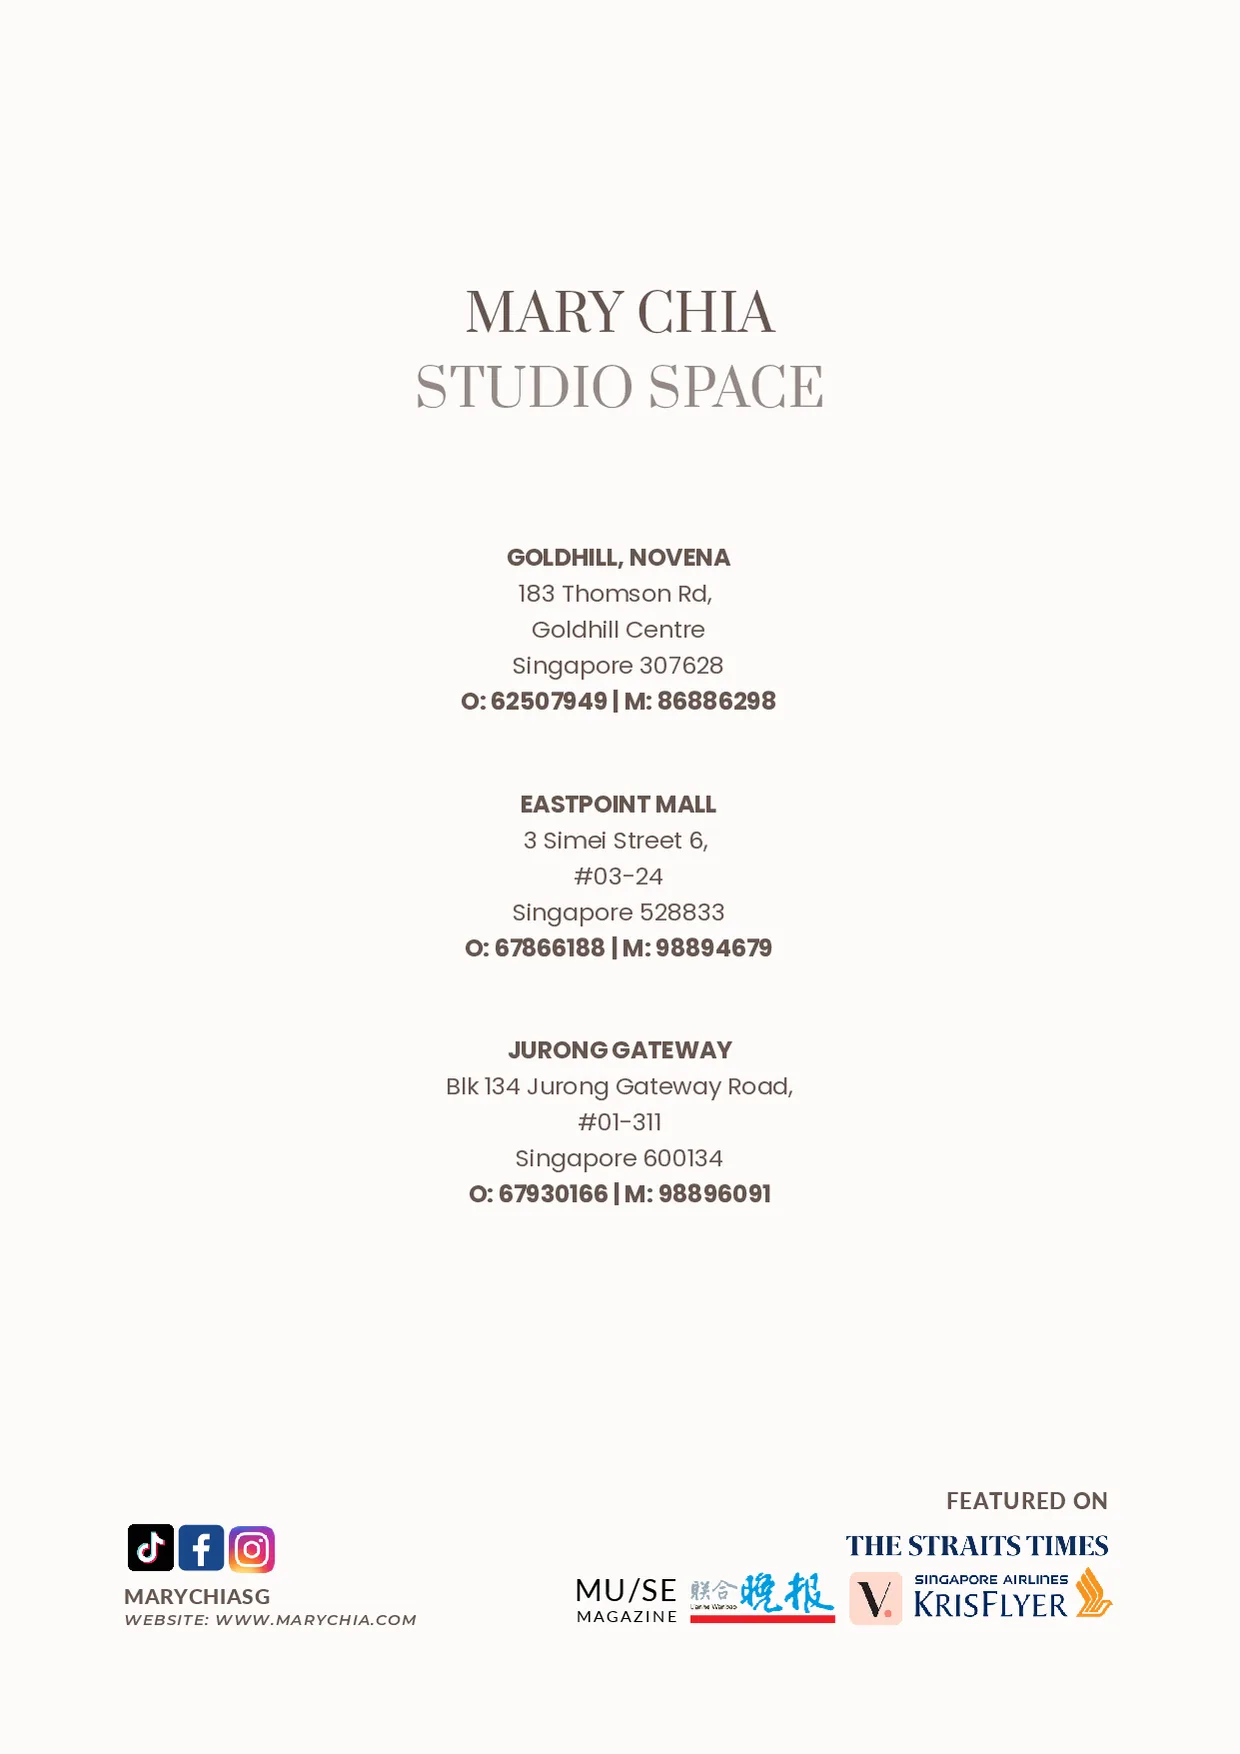 MARY CHIA
STUDIO SPACE
GOLDHILL, NOVENA
183 Thomson Rd,
Goldhill Centre
Singapore 307628
O: 62507949 | M: 86886298
EASTPOINT MALL
3 Simei Street 6,
#03-24
Singapore 528833
O: 67866188 | M: 98894679
JURONG GATEWAY
Blk 134 Jurong Gateway Road,
#01-311
Singapore 600134
O: 67930166 | M: 98896091
MARYCHIASG
WEBSITE: WWW.MARYCHIA.COM
FEATURED ON
THE STRAITS TIMES
MU/SE
MAGAZINE
联合晚报
Lianhe Wanbao
V.
SINGAPORE AIRLINES
KRISFLYER